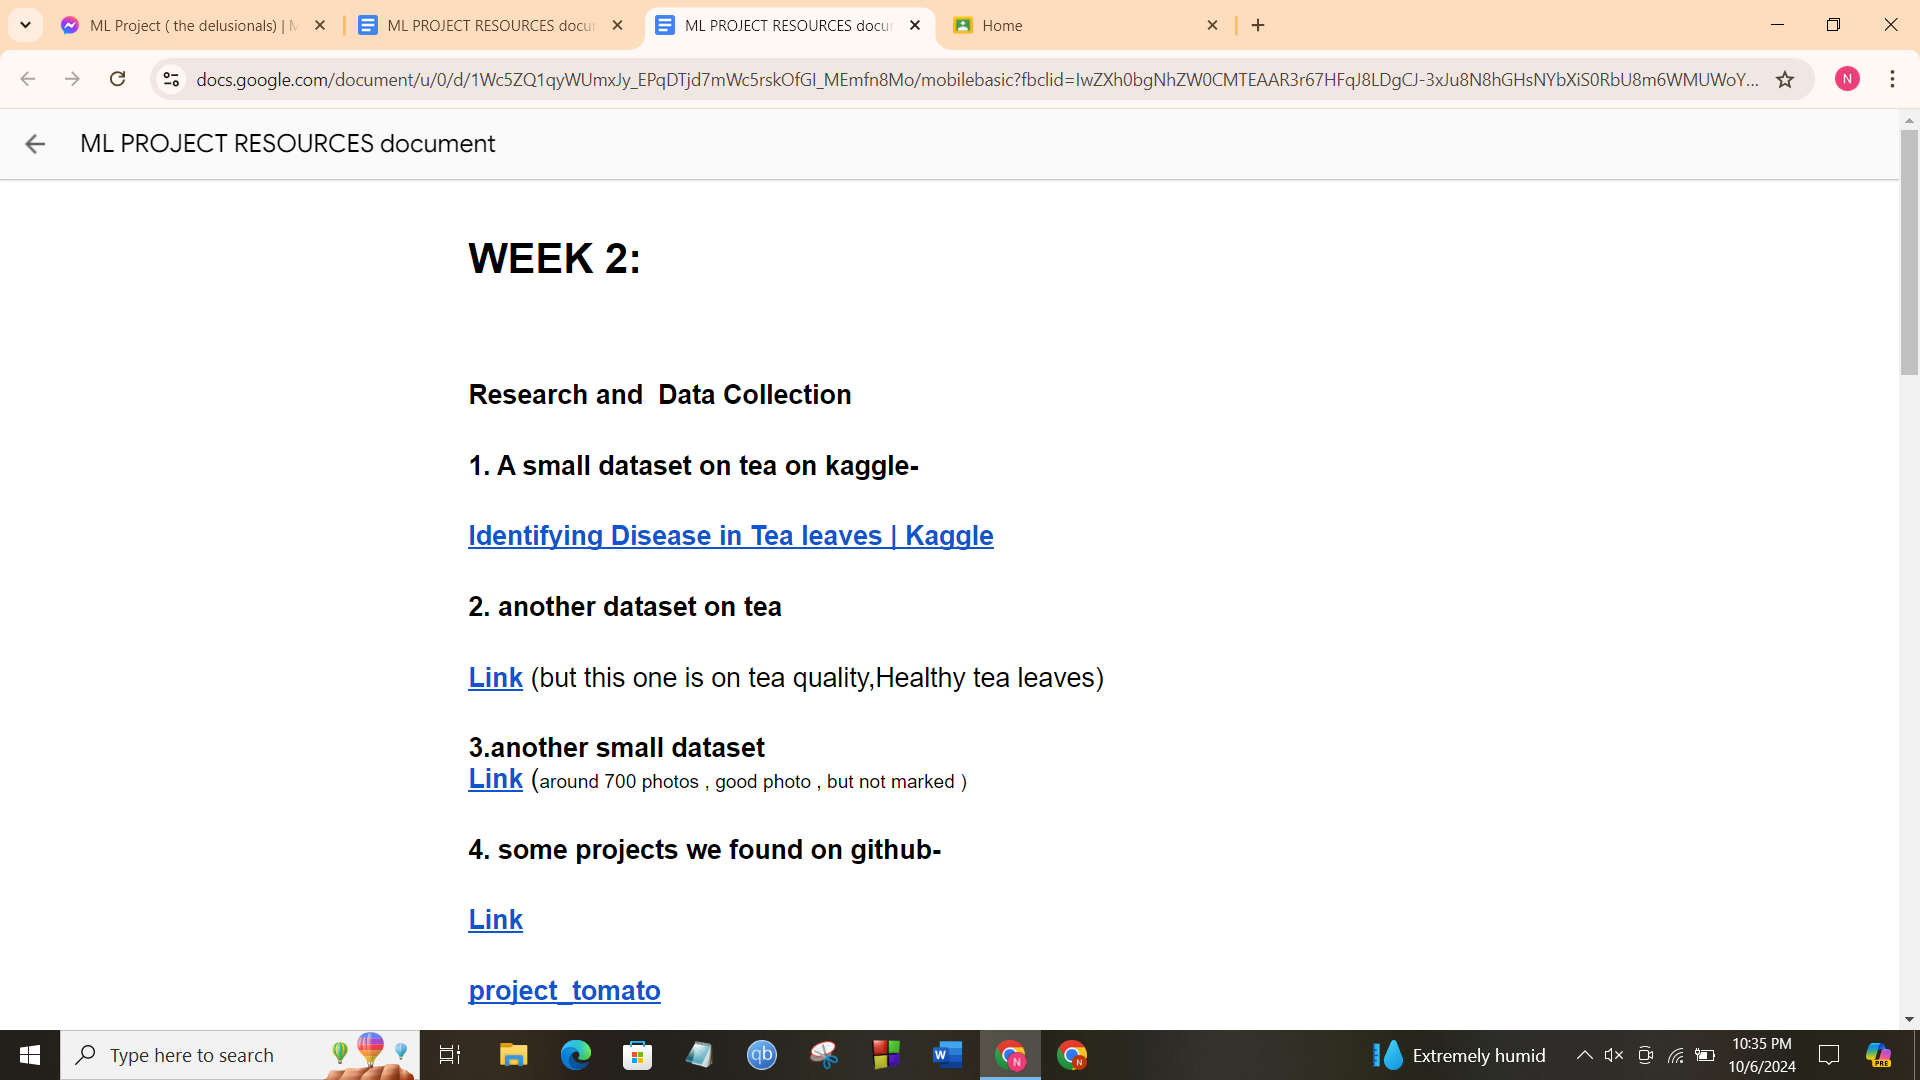 ML Project ( the delusionals) | M
ML PROJECT RESOURCES docu
ML PROJECT RESOURCES docu
Home
docs.google.com/document/u/0/d/1Wc5ZQ1qyWUmxJy_EPqDTjd7mWc5rskOfGI_MEmfn8Mo/mobilebasic?fbclid=IwZXh0bgNhZW0CMTEAAR3r67HFqJ8LDgCJ-3xJu8N8hGHsNYbXiS0RbU8m6WMUWoY...
N
ML PROJECT RESOURCES document
WEEK 2:
Research and  Data Collection
1. A small dataset on tea on kaggle-
Identifying Disease in Tea leaves | Kaggle
2. another dataset on tea
Link (but this one is on tea quality,Healthy tea leaves)
3.another small dataset
Link (around 700 photos , good photo , but not marked )
4. some projects we found on github-
Link
project_tomato
Type here to search
qb
W
N
N
Extremely humid
10:35 PM
10/6/2024
PRE